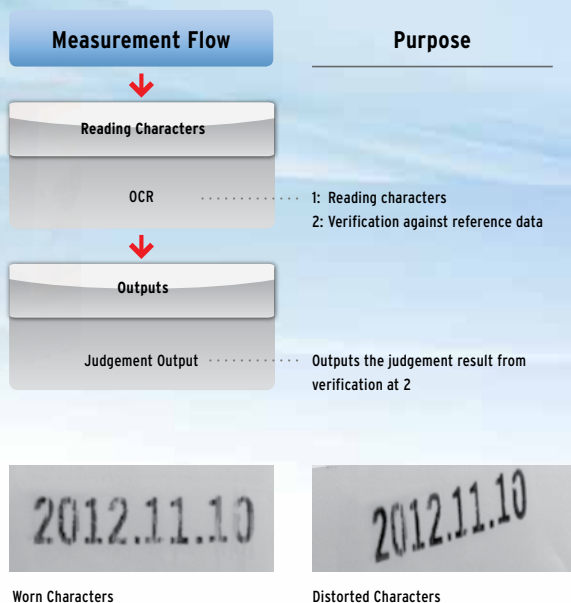 Measurement Flow
Purpose
Reading Characters
OCR
1: Reading characters
2: Verification against reference data
Outputs
Judgement Output
Outputs the judgement result from
verification at 2
2012.11.10
2012.11.10
Worn Characters
Distorted Characters